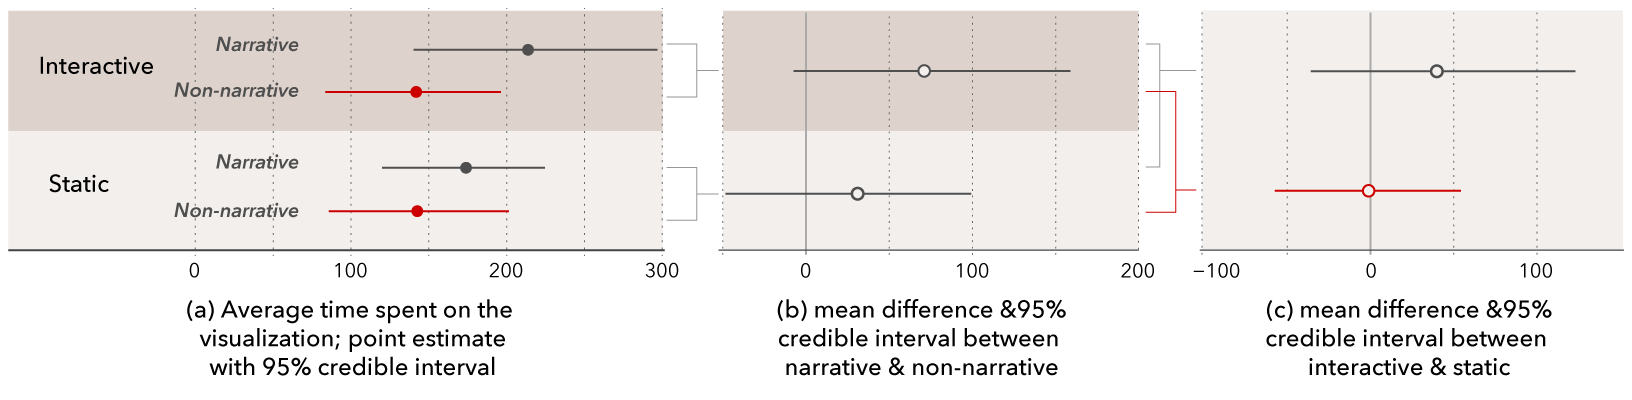 Interactive
Narrative
Non-narrative
Static
Narrative
Non-narrative
0 100 200 300
0 100 200
−100 0 100
(a) Average time spent on the
visualization; point estimate
with 95% credible interval
(b) mean difference &95%
credible interval between
narrative & non-narrative
(c) mean difference &95%
credible interval between
interactive & static